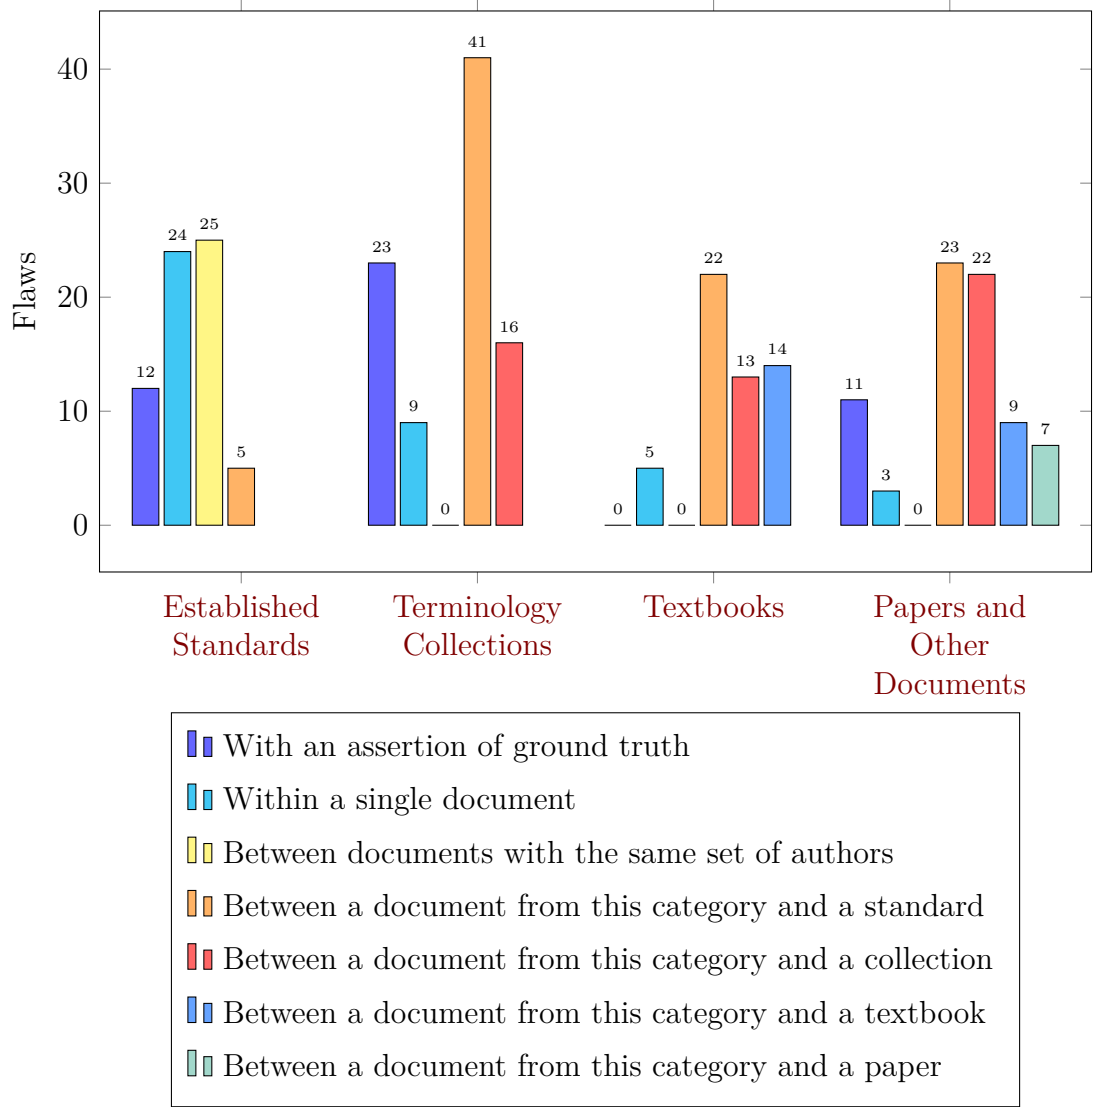 41
40
30
25
24
23
23
22
22
20
Flaws
16
14
13
12
11
10
9
9
7
5
5
3
0
0
0
0
0
Established
Standards
Terminology
Collections
Textbooks
Papers and
Other
Documents
With an assertion of ground truth
Within a single document
Between documents with the same set of authors
Between a document from this category and a standard
Between a document from this category and a collection
Between a document from this category and a textbook
Between a document from this category and a paper